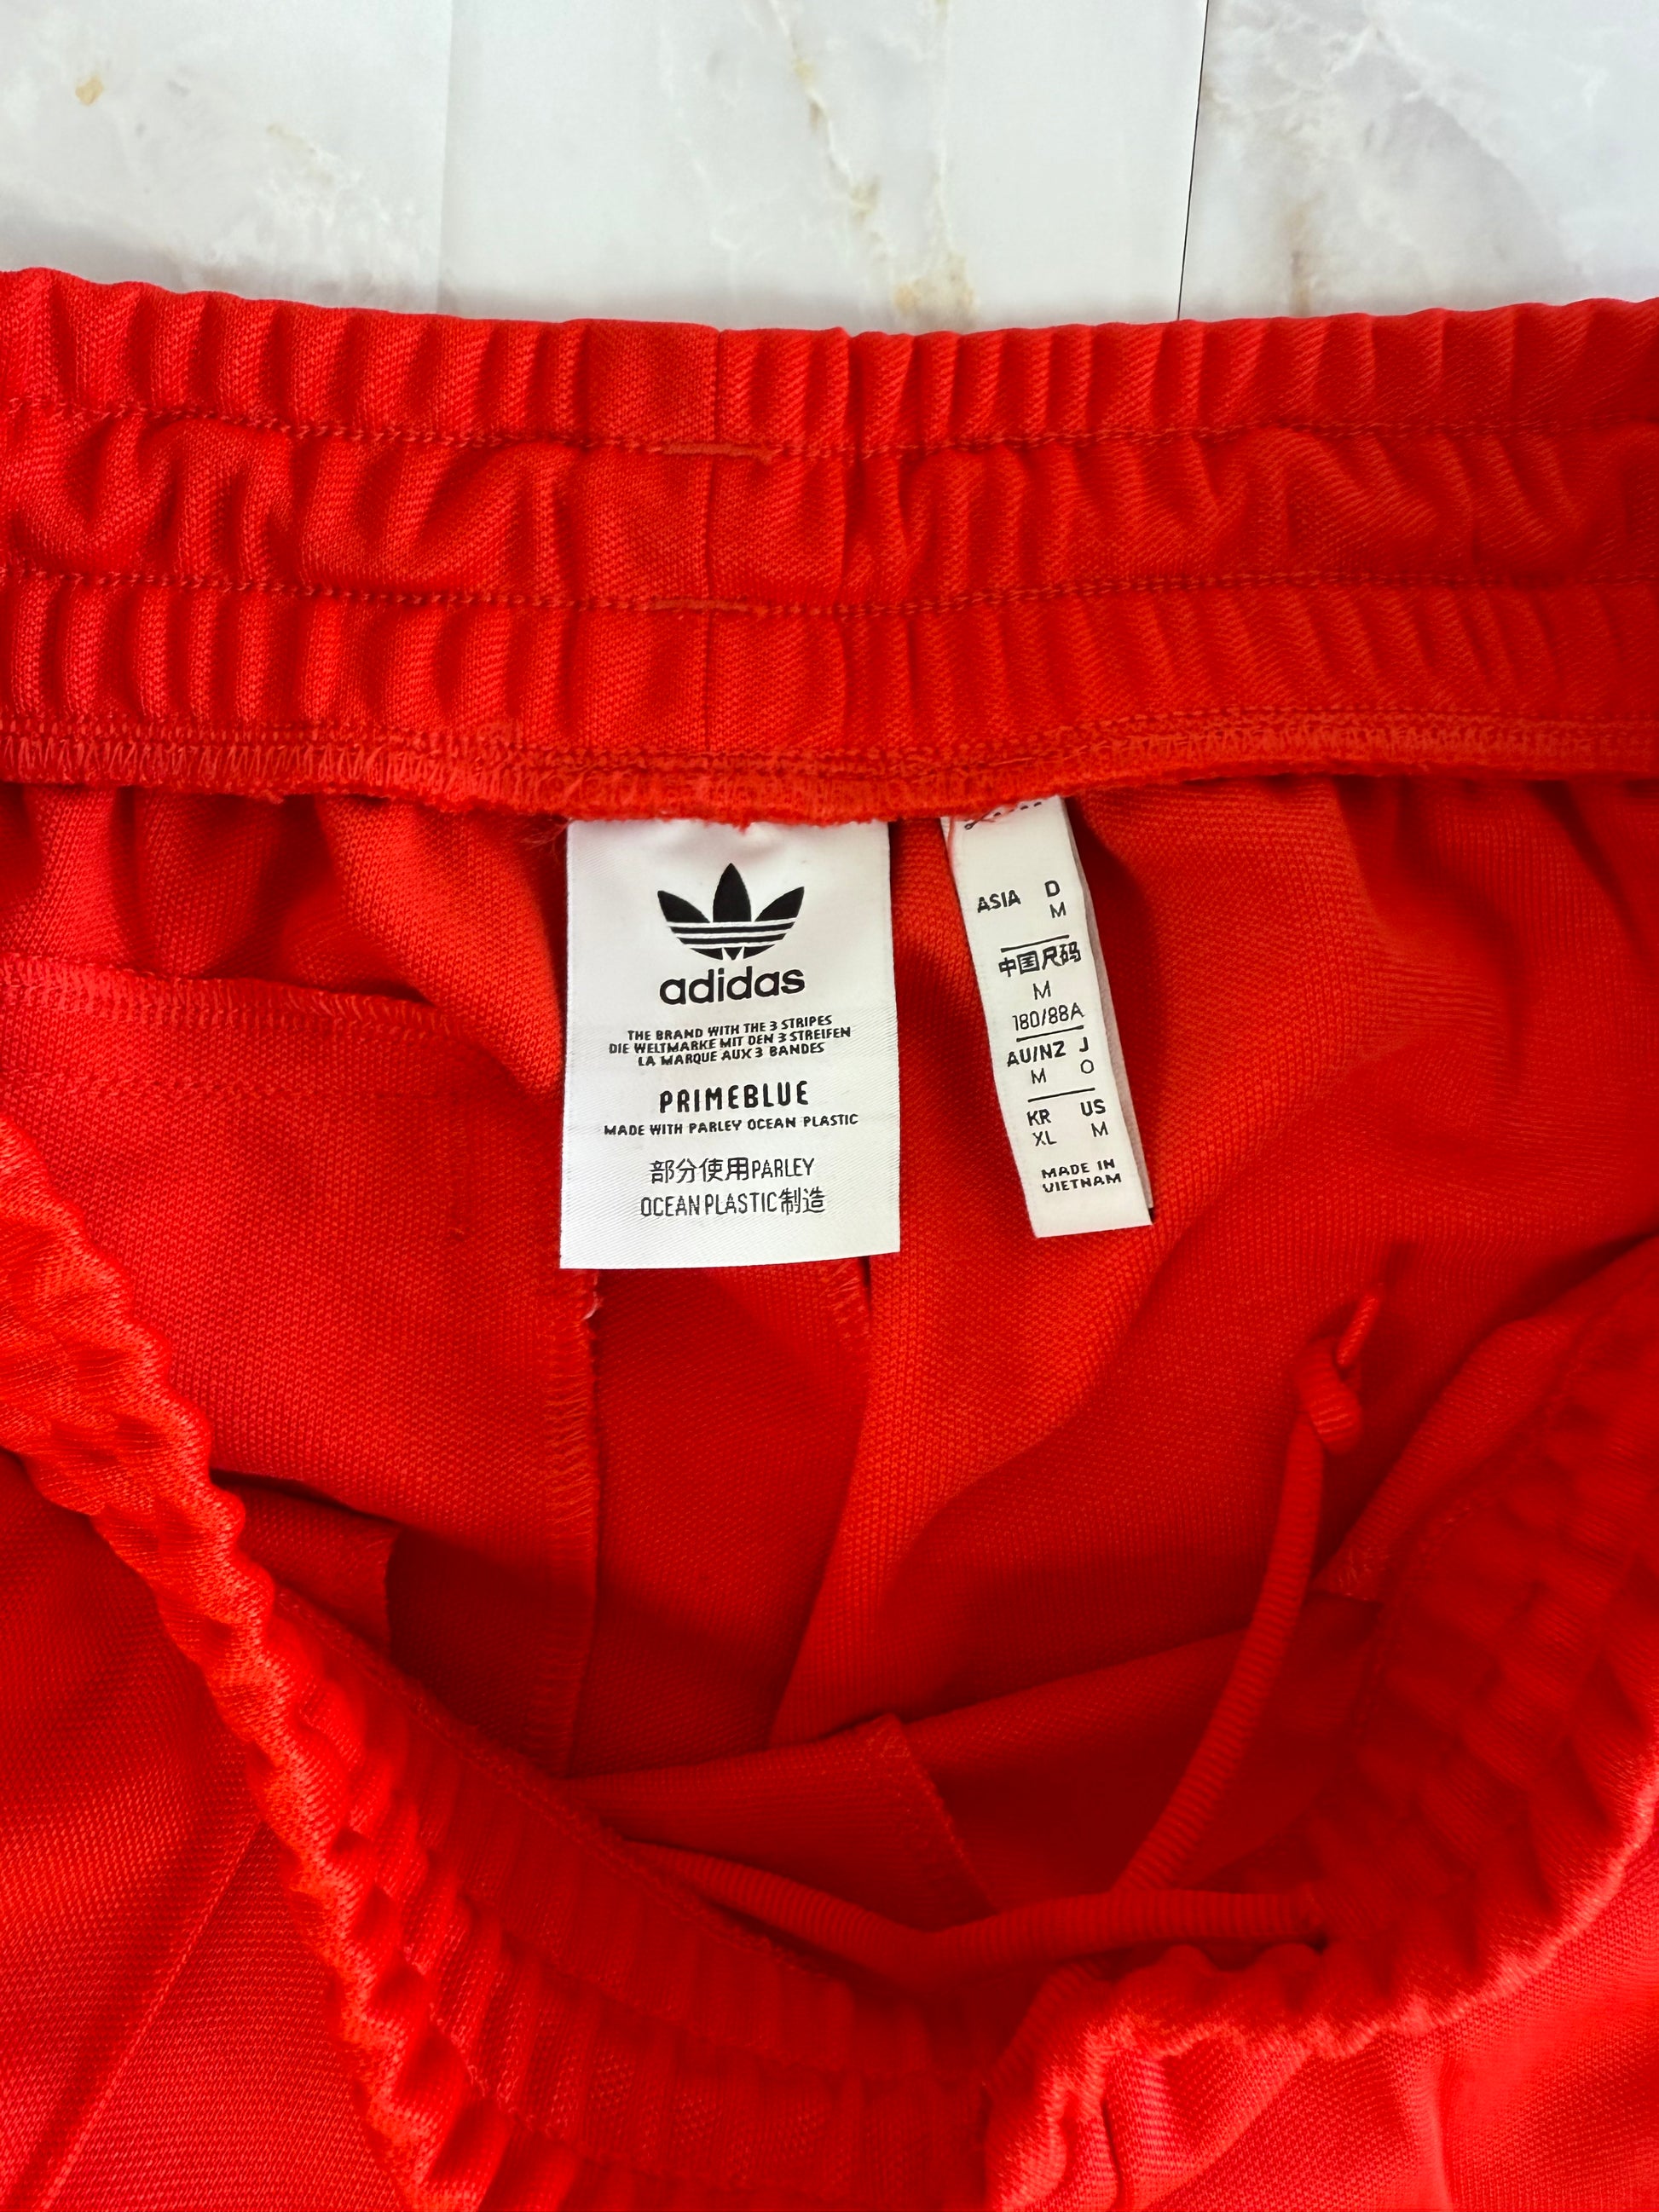 adidas
THE BRAND WITH THE 3 STRIPES
DIE WELTMARKE MIT DEN 3 STREIFEN
LA MARQUE AUX 3 BANDES
PRIMEBLUE
MADE WITH PARLEY OCEAN PLASTIC
部分使用PARLEY
OCEAN PLASTIC制造
ASIA D
M
中国尺码
M
180/88A
AU/NZ J
M O
KR US
XL M
MADE IN
VIETNAM